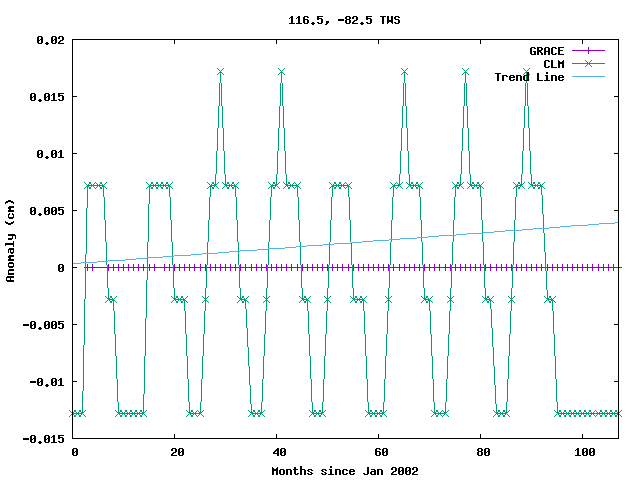 116.5, -82.5 TWS
0.02
0.015
0.01
0.005
0
-0.005
-0.01
-0.015
Anomaly (cm)
GRACE
CLM
Trend Line
0 20 40 60 80 100
Months since Jan 2002